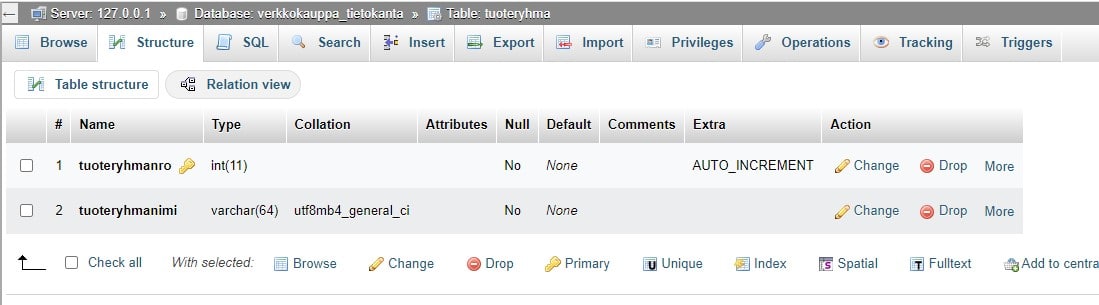 ← Server: 127.0.0.1 » Database: verkkokauppa_tietokanta » Table: tuoteryhma
Browse Structure SQL Search Insert Export Import Privileges Operations Tracking Triggers
Table structure Relation view
# Name Type Collation Attributes Null Default Comments Extra Action
1 tuoteryhmanro int(11) No None AUTO_INCREMENT Change Drop More
2 tuoteryhmanimi varchar(64) utf8mb4_general_ci No None Change Drop More
Check all With selected: Browse Change Drop Primary Unique Index Spatial Fulltext Add to centra